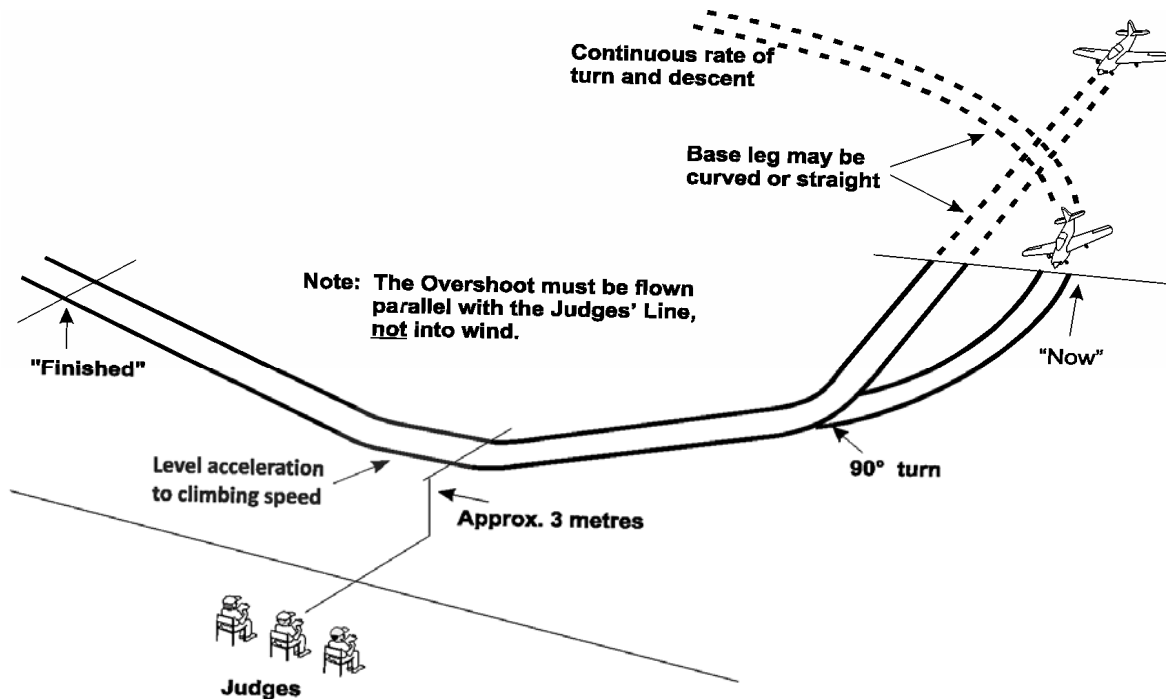 Continuous rate of
turn and descent
Base leg may be
curved or straight
Note: The Overshoot must be flown
parallel with the Judges' Line,
not into wind.
"Now"
"Finished"
90° turn
Level acceleration
to climbing speed
Approx. 3 metres
Judges